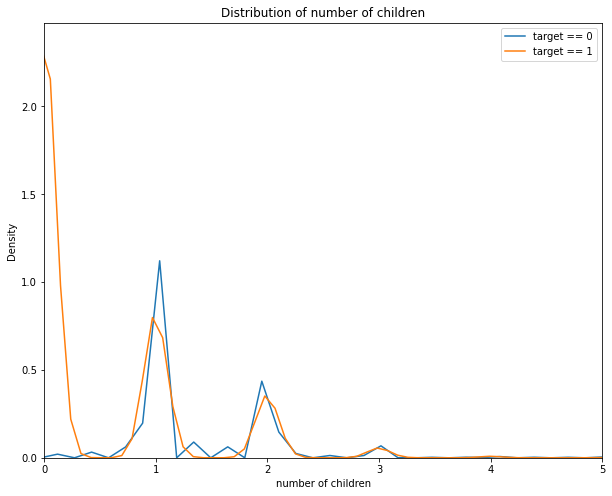 Distribution of number of children
target == 0
target == 1
Density
2.0
1.5
1.0
0.5
0.0
0 1 2 3 4 5
number of children